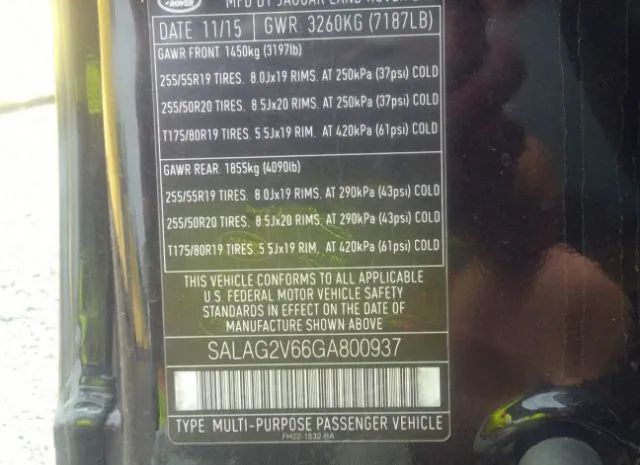 ROVER
MFD BY JAGUAR LAND ROVER
DATE 11/15 GWR. 3260KG (7187LB)
GAWR FRONT 1450kg (3197lb)
255/55R19 TIRES. 8.0Jx19 RIMS. AT 250kPa (37psi) COLD
255/50R20 TIRES. 8.5Jx20 RIMS. AT 250kPa (37psi) COLD
T175/80R19 TIRES. 5.5Jx19 RIM. AT 420kPa (61psi) COLD
GAWR REAR. 1855kg (4090lb)
255/55R19 TIRES. 8.0Jx19 RIMS, AT 290kPa (43psi) COLD
255/50R20 TIRES. 8.5Jx20 RIMS, AT 290kPa (43psi) COLD
T175/80R19 TIRES. 5.5Jx19 RIM, AT 420kPa (61psi) COLD
THIS VEHICLE CONFORMS TO ALL APPLICABLE
U.S. FEDERAL MOTOR VEHICLE SAFETY
STANDARDS IN EFFECT ON THE DATE OF
MANUFACTURE SHOWN ABOVE
SALAG2V66GA800937
TYPE: MULTI-PURPOSE PASSENGER VEHICLE
FH22-1532-BA